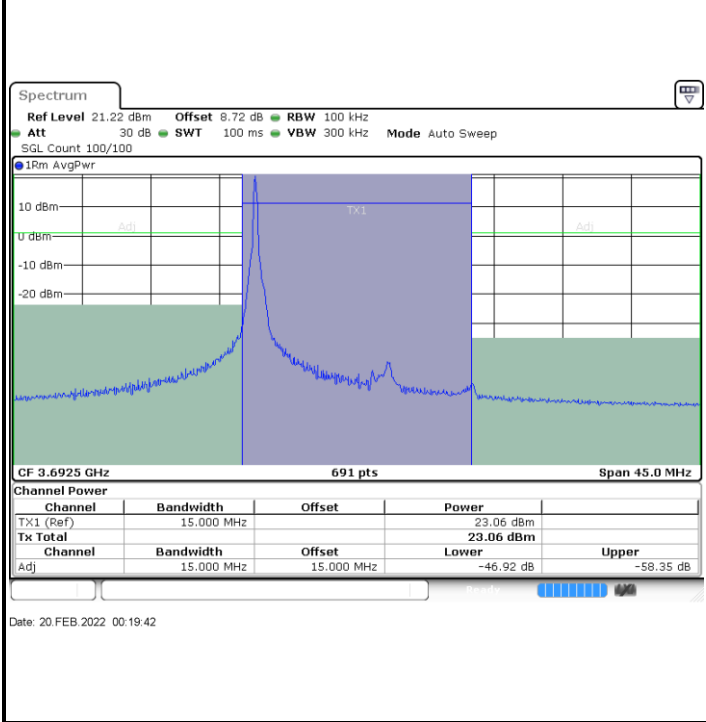 Spectrum
Ref Level 21.22 dBm Offset 8.72 dB RBW 100 kHz
Att 30 dB SWT 100 ms VBW 300 kHz Mode Auto Sweep
SGL Count 100/100
1Rm AvgPwr
10 dBm
TX1
Adj
Adj
0 dBm
-10 dBm
-20 dBm
CF 3.6925 GHz 691 pts Span 45.0 MHz
Channel Power
Channel Bandwidth Offset Power
TX1 (Ref) 15.000 MHz 23.06 dBm
Tx Total 23.06 dBm
Channel Bandwidth Offset Lower Upper
Adj 15.000 MHz 15.000 MHz -46.92 dB -58.35 dB
Ready
Date: 20.FEB.2022 00:19:42